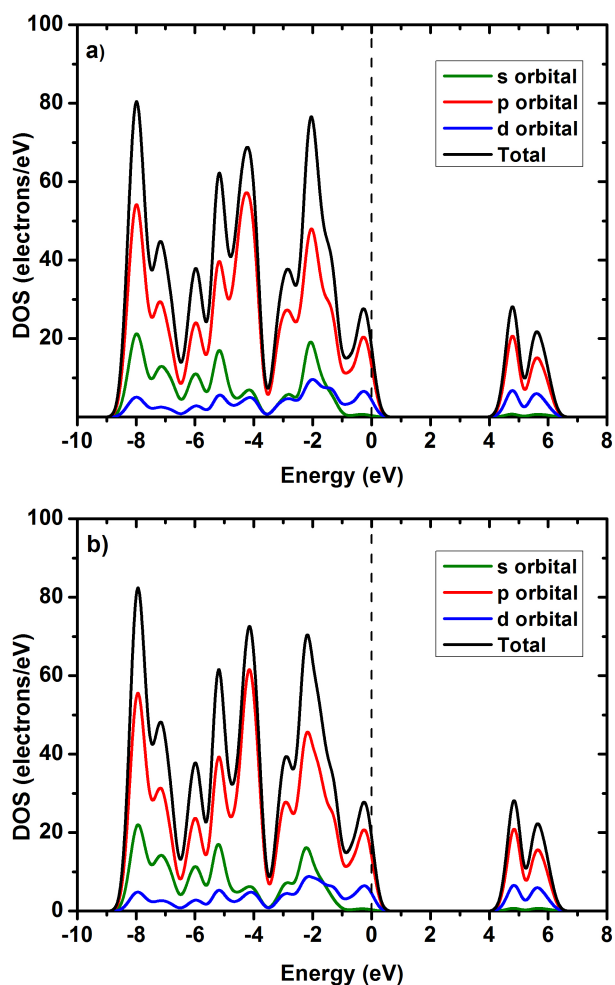 100
a)
s orbital
p orbital
d orbital
Total
80
60
40
20
DOS (electrons/eV)
-10 -8 -6 -4 -2 0 2 4 6 8
Energy (eV)
100
b)
s orbital
p orbital
d orbital
Total
80
60
40
20
0
DOS (electrons/eV)
-10 -8 -6 -4 -2 0 2 4 6 8
Energy (eV)